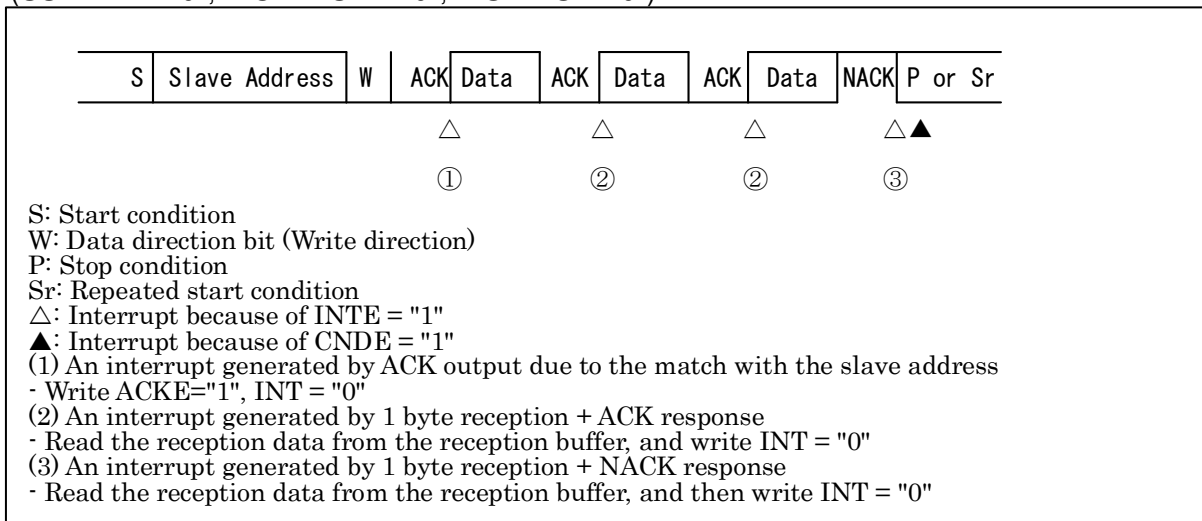 S Slave Address W ACK Data ACK Data ACK Data NACK P or Sr
△ △ △ △▲
① ② ② ③
S: Start condition
W: Data direction bit (Write direction)
P: Stop condition
Sr: Repeated start condition
△: Interrupt because of INTE = "1"
▲: Interrupt because of CNDE = "1"
(1) An interrupt generated by ACK output due to the match with the slave address
- Write ACKE="1", INT = "0"
(2) An interrupt generated by 1 byte reception + ACK response
- Read the reception data from the reception buffer, and write INT = "0"
(3) An interrupt generated by 1 byte reception + NACK response
- Read the reception data from the reception buffer, and then write INT = "0"